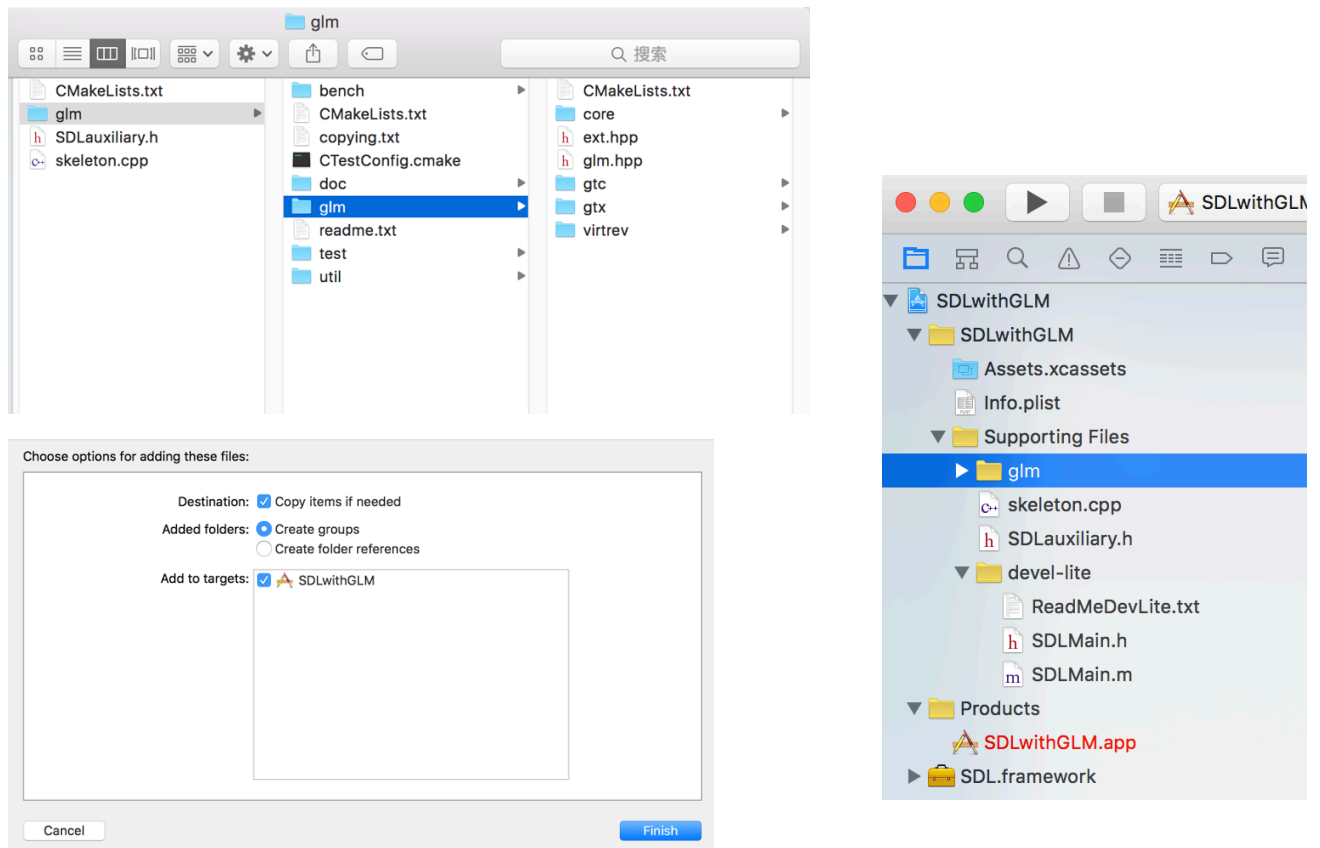 glm
搜索
CMakeLists.txt
glm
SDLauxiliary.h
skeleton.cpp
bench
CMakeLists.txt
copying.txt
CTestConfig.cmake
doc
glm
readme.txt
test
util
CMakeLists.txt
core
ext.hpp
glm.hpp
gtc
gtx
virtrev
Choose options for adding these files:
Destination: Copy items if needed
Added folders: Create groups
Create folder references
Add to targets: SDLwithGLM
Cancel Finish
SDLwithGLM
SDLwithGLM
SDLwithGLM
Assets.xcassets
Info.plist
Supporting Files
glm
skeleton.cpp
SDLauxiliary.h
devel-lite
ReadMeDevLite.txt
SDLMain.h
SDLMain.m
Products
SDLwithGLM.app
SDL.framework